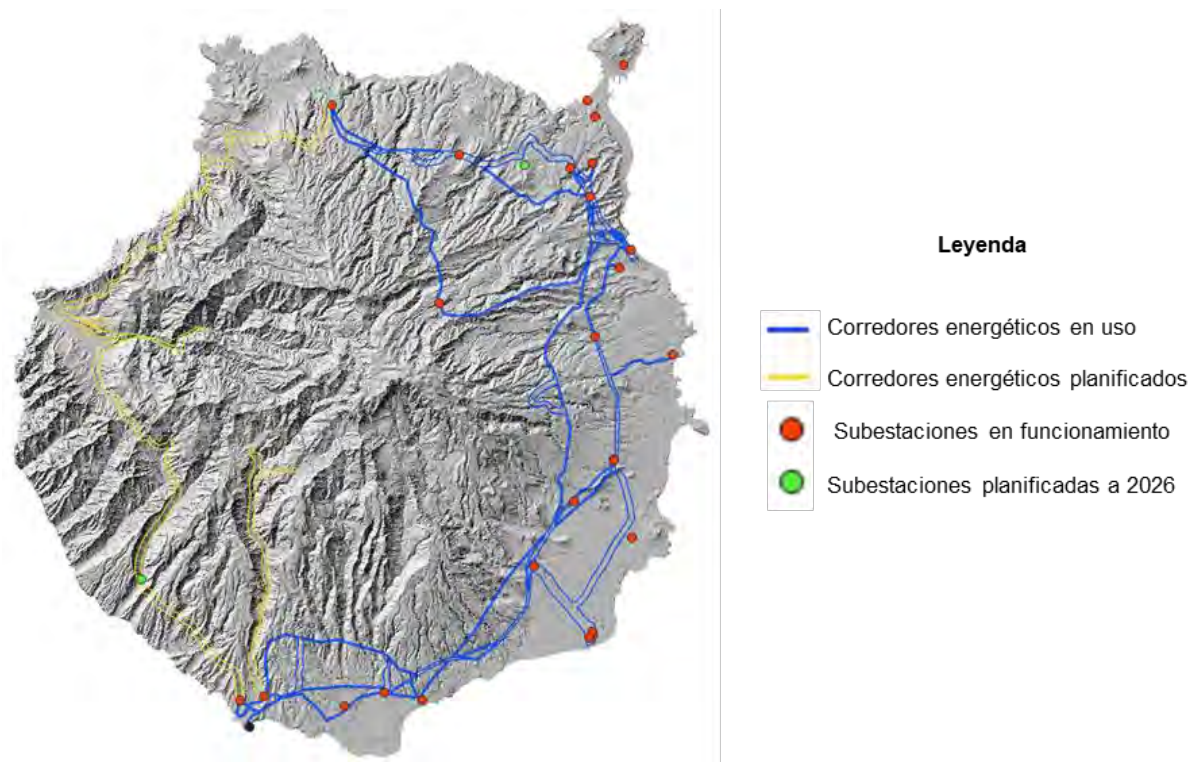 Leyenda
Corredores energéticos en uso
Corredores energéticos planificados
Subestaciones en funcionamiento
Subestaciones planificadas a 2026